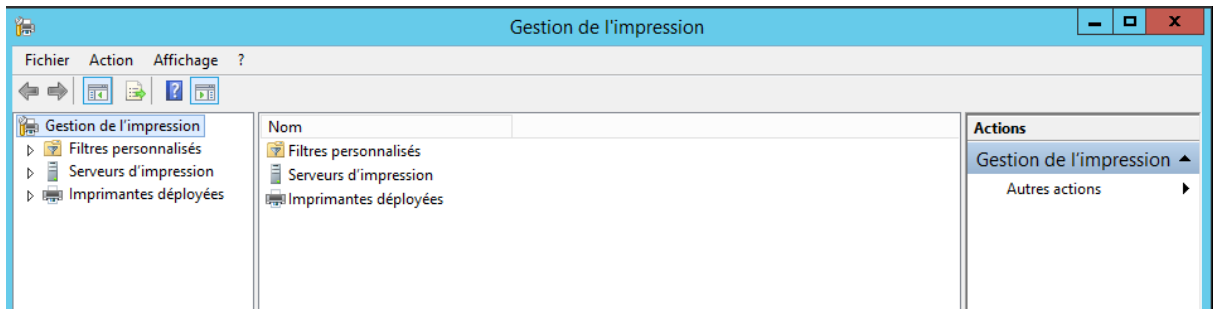 Gestion de l'impression
Fichier Action Affichage ?
Gestion de l'impression
Filtres personnalisés
Serveurs d'impression
Imprimantes déployées
Nom
Filtres personnalisés
Serveurs d'impression
Imprimantes déployées
Actions
Gestion de l'impression
Autres actions